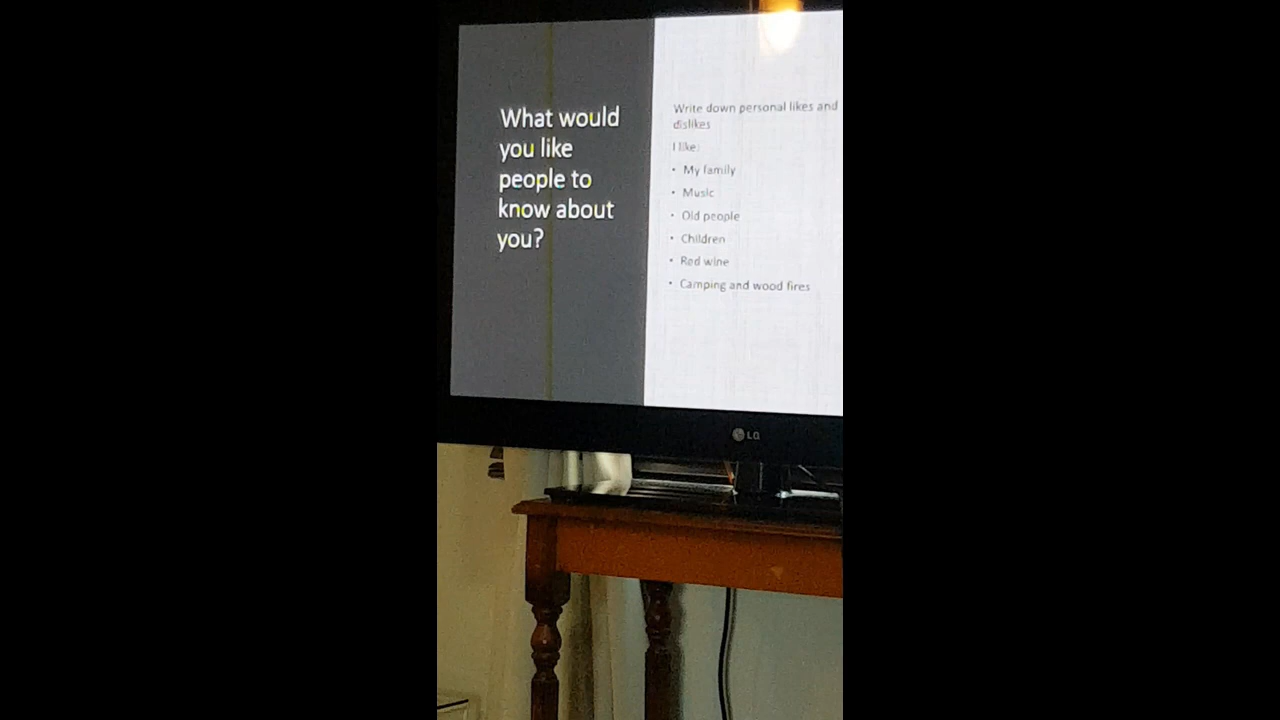 What would
you like
people to
know about
you?
Write down personal likes and
dislikes
I like:
• My family
• Music
• Old people
• Children
• Red wine
• Camping and wood fires
LG